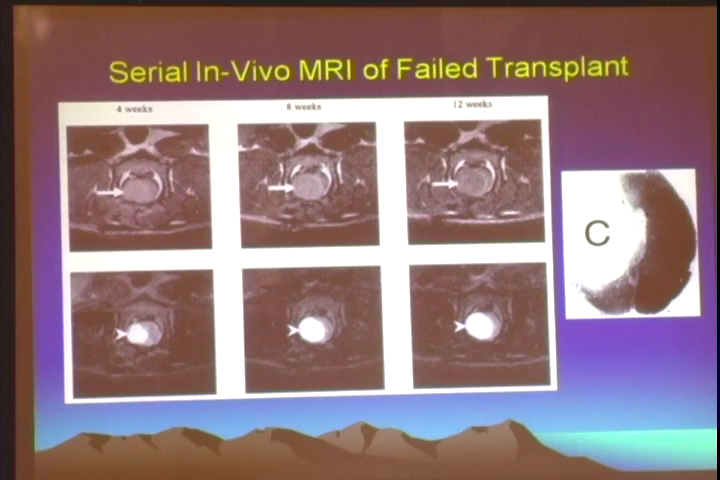 Serial In-Vivo MRI of Failed Transplant
4 weeks
8 weeks
12 weeks
C